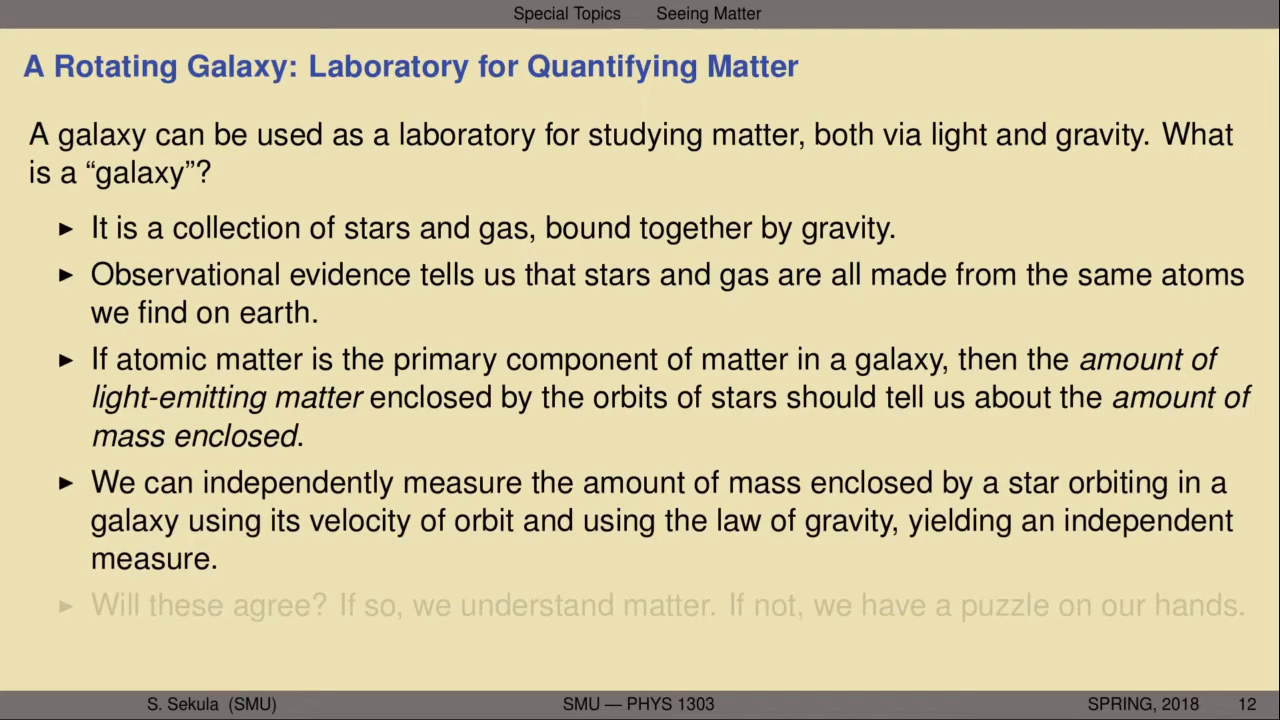 Special Topics Seeing Matter
A Rotating Galaxy: Laboratory for Quantifying Matter
A galaxy can be used as a laboratory for studying matter, both via light and gravity. What
is a “galaxy”?
▶ It is a collection of stars and gas, bound together by gravity.
▶ Observational evidence tells us that stars and gas are all made from the same atoms
we find on earth.
▶ If atomic matter is the primary component of matter in a galaxy, then the amount of
light-emitting matter enclosed by the orbits of stars should tell us about the amount of
mass enclosed.
▶ We can independently measure the amount of mass enclosed by a star orbiting in a
galaxy using its velocity of orbit and using the law of gravity, yielding an independent
measure.
▶ Will these agree? If so, we understand matter. If not, we have a puzzle on our hands.
S. Sekula (SMU) SMU — PHYS 1303 SPRING, 2018 12